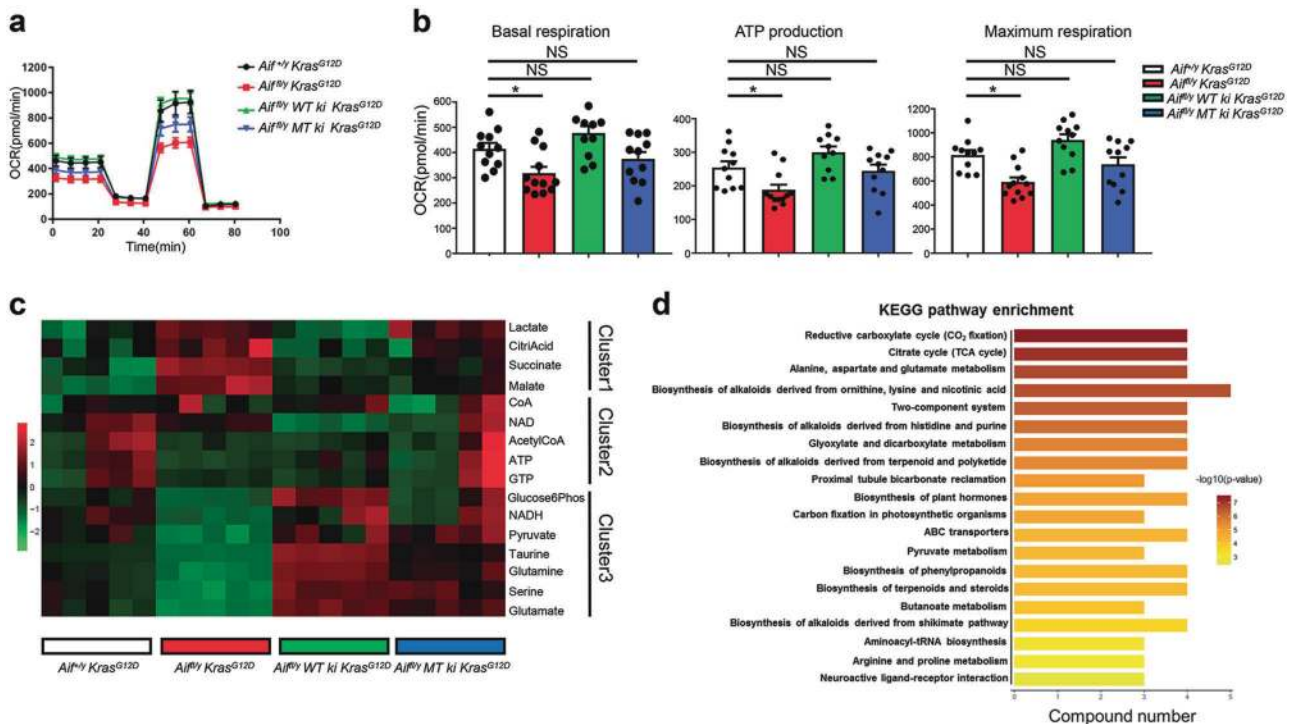 a
1200
1000
800
600
400
200
0
OCR(pmol/min)
0 20 40 60 80 100
Time(min)
Aif+/y KrasG12D
Aiffl/y KrasG12D
Aiffl/y WT ki KrasG12D
Aiffl/y MT ki KrasG12D
b
Basal respiration
NS
NS
*
600
500
400
300
200
100
0
OCR(pmol/min)
ATP production
NS
NS
*
400
300
200
100
0
Maximum respiration
NS
NS
*
1200
1000
800
600
400
200
0
Aif+/y KrasG12D
Aiffl/y KrasG12D
Aiffl/y WT ki KrasG12D
Aiffl/y MT ki KrasG12D
c
2
1
0
−1
−2
Lactate
CitriAcid
Succinate
Malate
CoA
NAD
AcetylCoA
ATP
GTP
Glucose6Phos
NADH
Pyruvate
Taurine
Glutamine
Serine
Glutamate
Cluster1
Cluster2
Cluster3
Aif+/y KrasG12D
Aiffl/y KrasG12D
Aiffl/y WT ki KrasG12D
Aiffl/y MT ki KrasG12D
d
KEGG pathway enrichment
Reductive carboxylate cycle (CO2 fixation)
Citrate cycle (TCA cycle)
Alanine, aspartate and glutamate metabolism
Biosynthesis of alkaloids derived from ornithine, lysine and nicotinic acid
Two-component system
Biosynthesis of alkaloids derived from histidine and purine
Glyoxylate and dicarboxylate metabolism
Biosynthesis of alkaloids derived from terpenoid and polyketide
Proximal tubule bicarbonate reclamation
Biosynthesis of plant hormones
Carbon fixation in photosynthetic organisms
ABC transporters
Pyruvate metabolism
Biosynthesis of phenylpropanoids
Biosynthesis of terpenoids and steroids
Butanoate metabolism
Biosynthesis of alkaloids derived from shikimate pathway
Aminoacyl-tRNA biosynthesis
Arginine and proline metabolism
Neuroactive ligand-receptor interaction
0 1 2 3 4 5
Compound number
-log10(p-value)
7
6
5
4
3